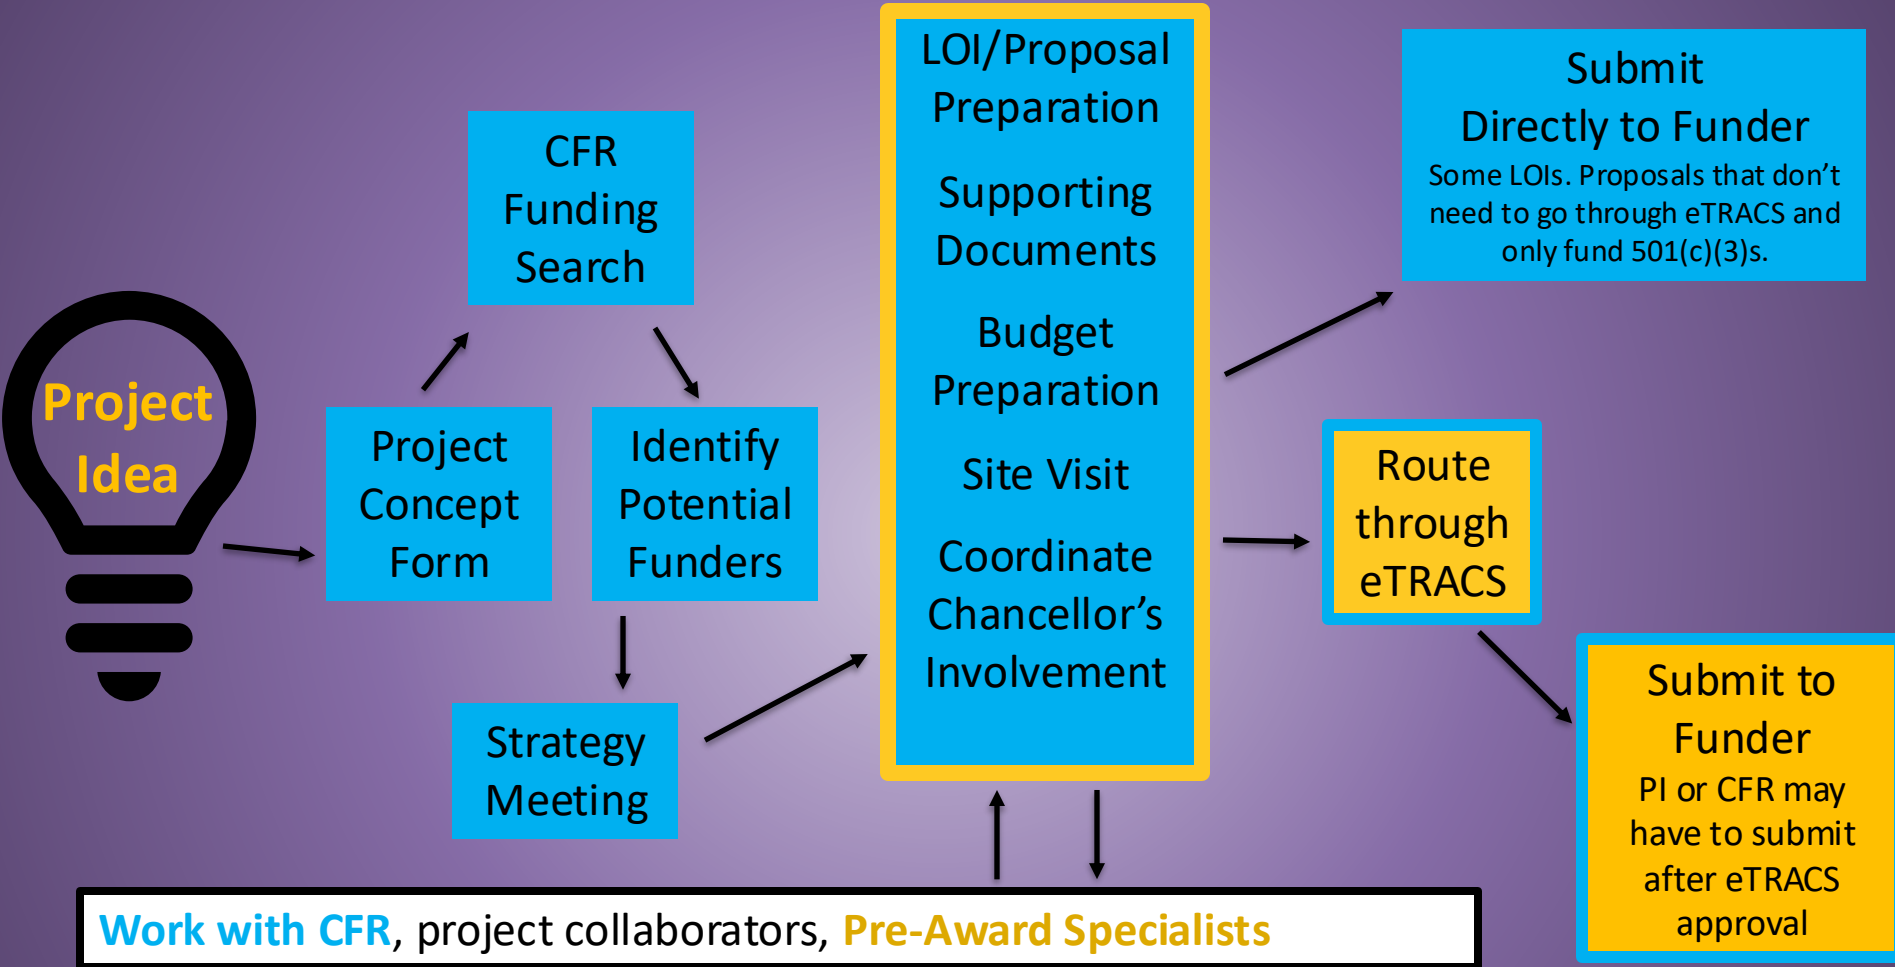 Project
Idea
Project
Concept
Form
CFR
Funding
Search
Identify
Potential
Funders
Strategy
Meeting
LOI/Proposal
Preparation
Supporting
Documents
Budget
Preparation
Site Visit
Coordinate
Chancellor’s
Involvement
Work with CFR, project collaborators, Pre-Award Specialists
Submit
Directly to Funder
Some LOIs. Proposals that don’t
need to go through eTRACS and
only fund 501(c)(3)s.
Route
through
eTRACS
Submit to
Funder
PI or CFR may
have to submit
after eTRACS
approval